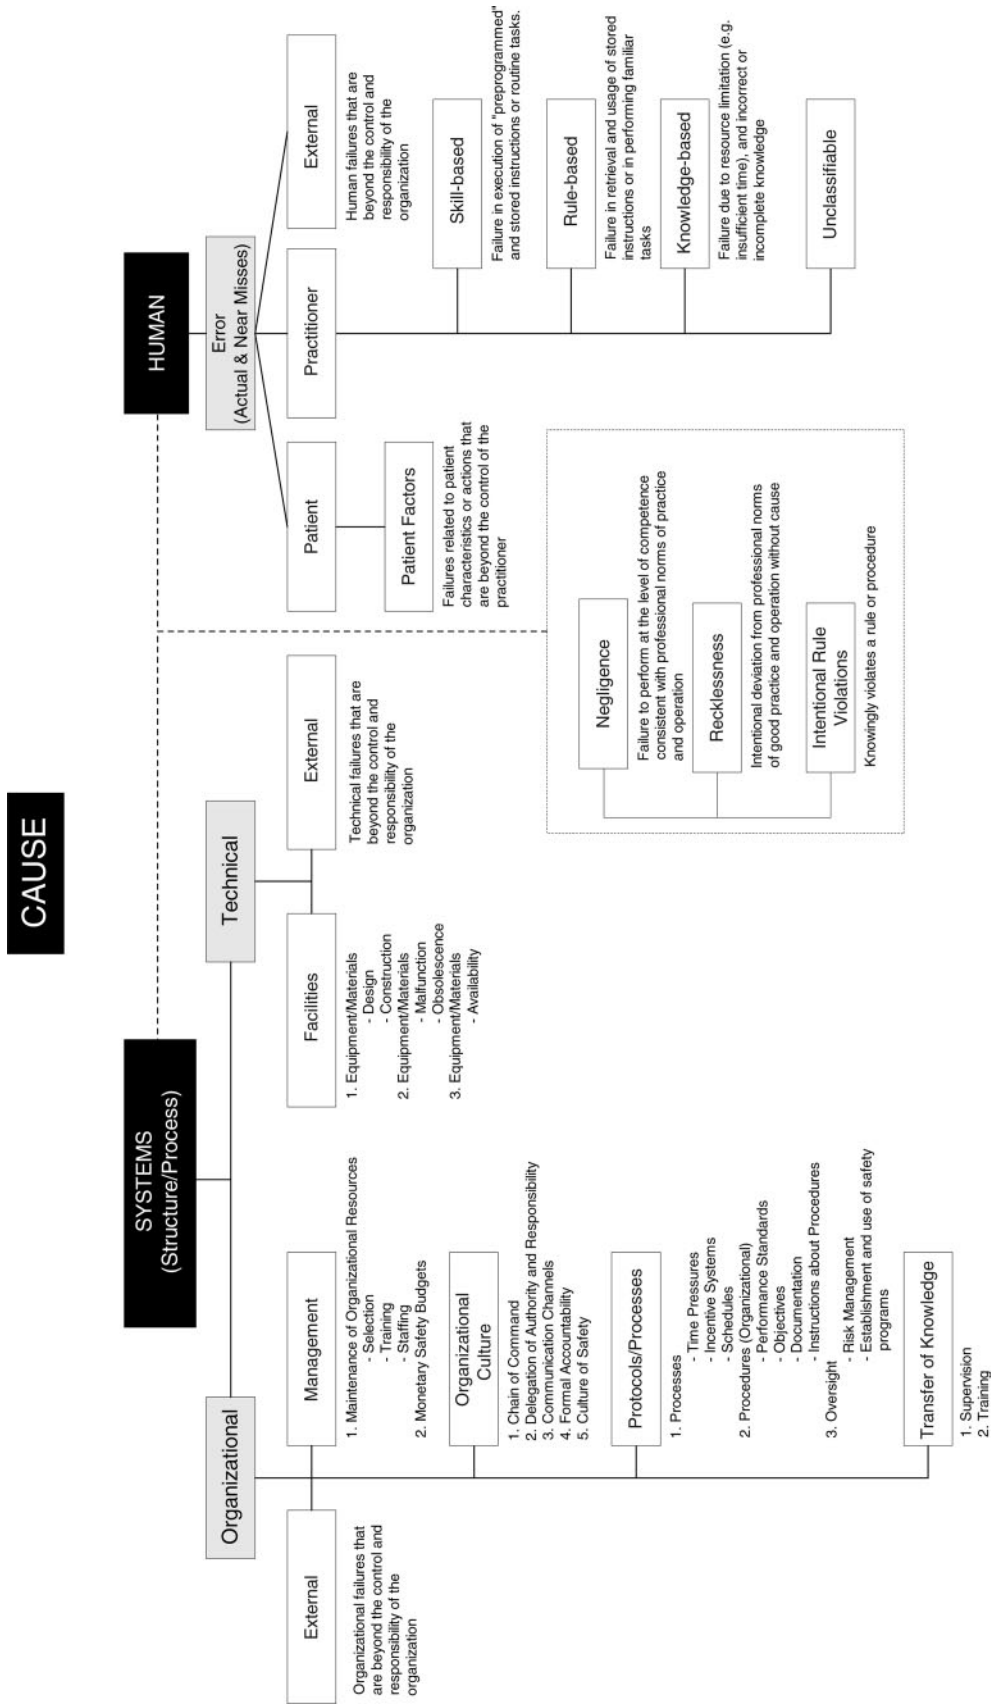 CAUSE
SYSTEMS
(Structure/Process)
Organizational
External
Organizational failures that
are beyond the control and
responsibility of the
organization
Management
1. Maintenance of Organizational Resources
- Selection
- Training
- Staffing
2. Monetary Safety Budgets
Organizational
Culture
1. Chain of Command
2. Delegation of Authority and Responsibility
3. Communication Channels
4. Formal Accountability
5. Culture of Safety
Protocols/Processes
1. Processes
- Time Pressures
- Incentive Systems
- Schedules
2. Procedures (Organizational)
- Performance Standards
- Objectives
- Documentation
- Instructions about Procedures
3. Oversight
- Risk Management
- Establishment and use of safety
programs
Transfer of Knowledge
1. Supervision
2. Training
Technical
Facilities
1. Equipment/Materials
- Design
- Construction
2. Equipment/Materials
- Malfunction
- Obsolescence
3. Equipment/Materials
- Availability
External
Technical failures that are
beyond the control and
responsibility of the
organization
HUMAN
Error
(Actual & Near Misses)
Patient
Patient Factors
Failures related to patient
characteristics or actions that
are beyond the control of the
practitioner
Practitioner
External
Human failures that are
beyond the control and
responsibility of the
organization
Skill-based
Failure in execution of "preprogrammed"
and stored instructions or routine tasks.
Rule-based
Failure in retrieval and usage of stored
instructions or in performing familiar
tasks
Knowledge-based
Failure due to resource limitation (e.g.
insufficient time), and incorrect or
incomplete knowledge
Unclassifiable
Negligence
Failure to perform at the level of competence
consistent with professional norms of practice
and operation
Recklessness
Intentional deviation from professional norms
of good practice and operation without cause
Intentional Rule
Violations
Knowingly violates a rule or procedure